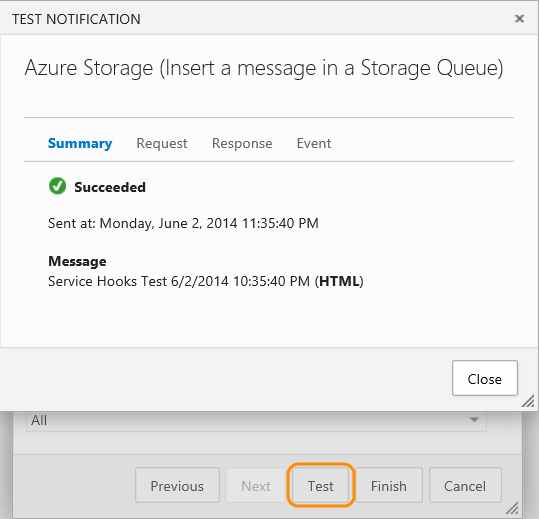 TEST NOTIFICATION ×
Azure Storage (Insert a message in a Storage Queue)
Summary Request Response Event
Succeeded
Sent at: Monday, June 2, 2014 11:35:40 PM
Message
Service Hooks Test 6/2/2014 10:35:40 PM (HTML)
Close
All
Previous Next Test Finish Cancel